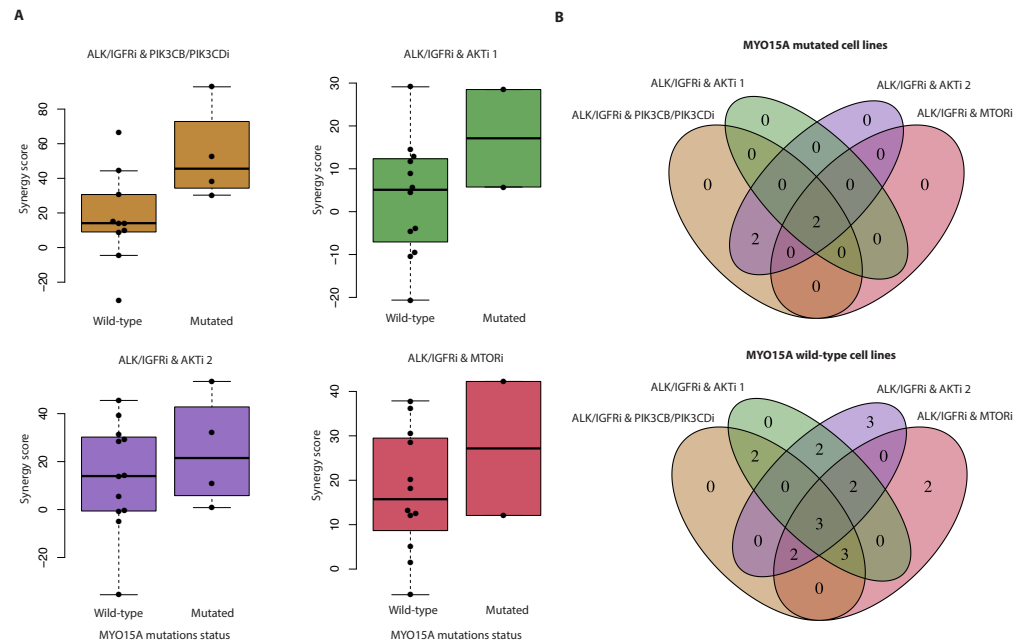 A
ALK/IGFRi & PIK3CB/PIK3CDi
Synergy score
80
60
40
20
0
−20
Wild-type
Mutated
ALK/IGFRi & AKTi 1
Synergy score
30
20
10
0
−10
−20
Wild-type
Mutated
ALK/IGFRi & AKTi 2
Synergy score
40
20
0
−20
Wild-type
Mutated
MYO15A mutations status
ALK/IGFRi & MTORi
Synergy score
40
30
20
10
0
Wild-type
Mutated
MYO15A mutations status
B
MYO15A mutated cell lines
ALK/IGFRi & AKTi 1
ALK/IGFRi & AKTi 2
ALK/IGFRi & PIK3CB/PIK3CDi
ALK/IGFRi & MTORi
0 0
0 0 0
0 0 0 0
2
2 0 0 0
0
MYO15A wild-type cell lines
ALK/IGFRi & AKTi 1
ALK/IGFRi & AKTi 2
ALK/IGFRi & PIK3CB/PIK3CDi
ALK/IGFRi & MTORi
0 3
2 2 0
0 0 2 2
3
0 2 3 0
0